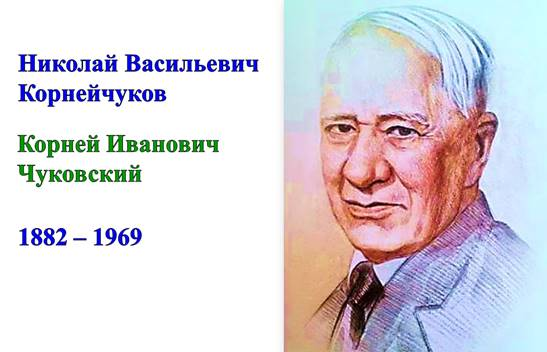 Николай Васильевич
Корнейчуков
Корней Иванович
Чуковский
1882 – 1969